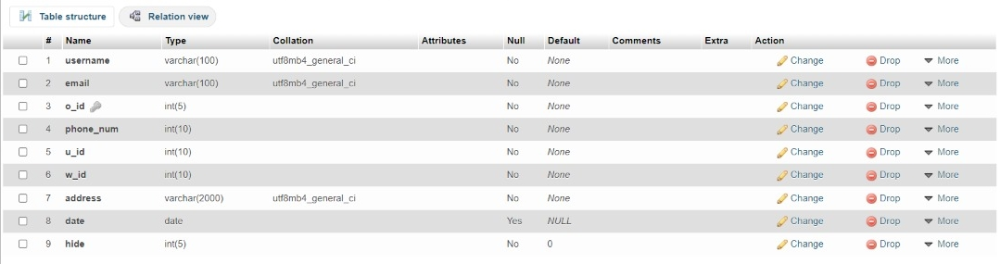 Table structure Relation view
# Name Type Collation Attributes Null Default Comments Extra Action
1 username varchar(100) utf8mb4_general_ci No None Change Drop More
2 email varchar(100) utf8mb4_general_ci No None Change Drop More
3 o_id int(5) No None Change Drop More
4 phone_num int(10) No None Change Drop More
5 u_id int(10) No None Change Drop More
6 w_id int(10) No None Change Drop More
7 address varchar(2000) utf8mb4_general_ci No None Change Drop More
8 date date Yes NULL Change Drop More
9 hide int(5) No 0 Change Drop More